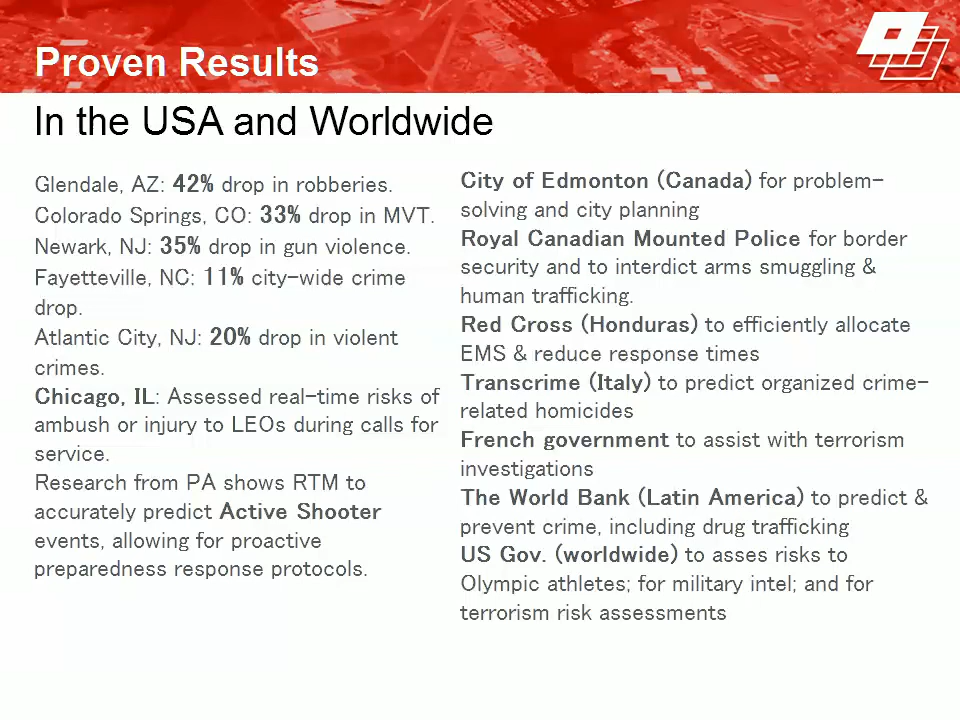 Proven Results
In the USA and Worldwide
Glendale, AZ: 42% drop in robberies.
Colorado Springs, CO: 33% drop in MVT.
Newark, NJ: 35% drop in gun violence.
Fayetteville, NC: 11% city-wide crime
drop.
Atlantic City, NJ: 20% drop in violent
crimes.
Chicago, IL: Assessed real-time risks of
ambush or injury to LEOs during calls for
service.
Research from PA shows RTM to
accurately predict Active Shooter
events, allowing for proactive
preparedness response protocols.
City of Edmonton (Canada) for problem-
solving and city planning
Royal Canadian Mounted Police for border
security and to interdict arms smuggling &
human trafficking.
Red Cross (Honduras) to efficiently allocate
EMS & reduce response times
Transcrime (Italy) to predict organized crime-
related homicides
French government to assist with terrorism
investigations
The World Bank (Latin America) to predict &
prevent crime, including drug trafficking
US Gov. (worldwide) to asses risks to
Olympic athletes; for military intel; and for
terrorism risk assessments